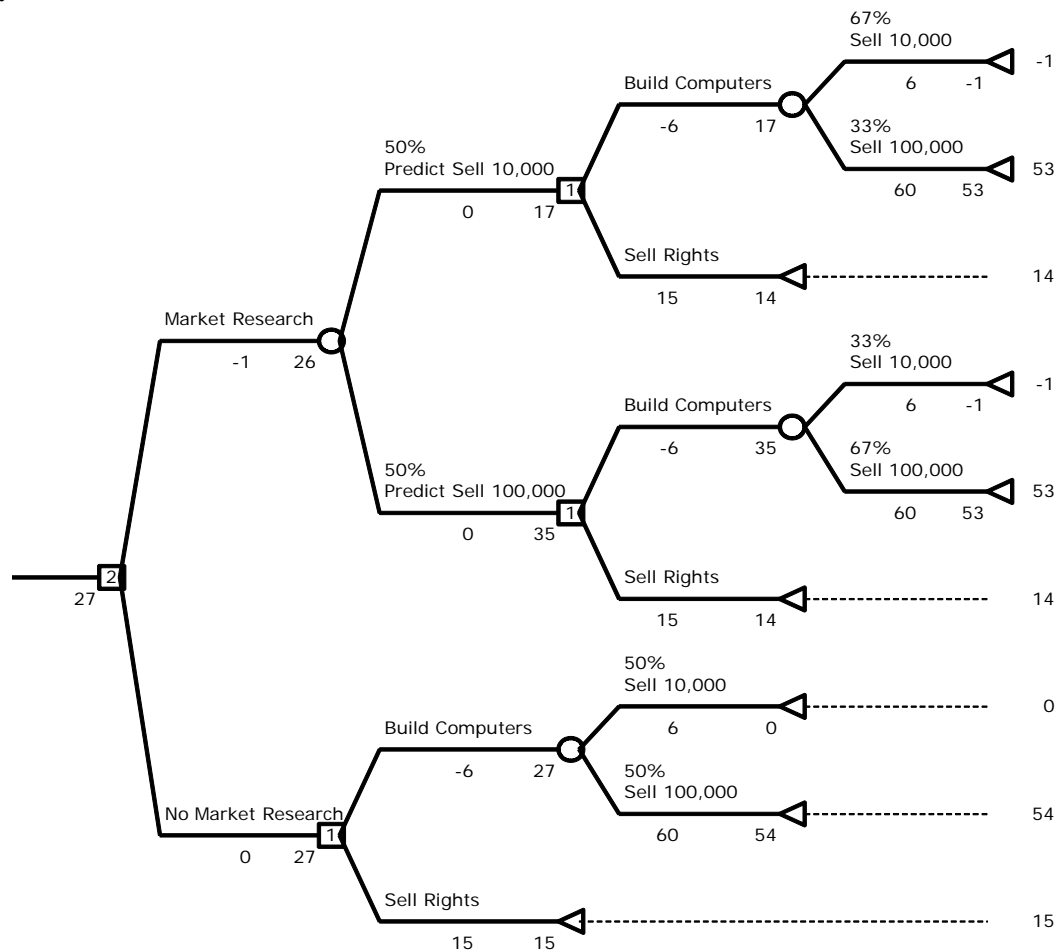 67%
Sell 10,000
-1
6 -1
Build Computers
-6 17
33%
Sell 100,000
53
60 53
50%
Predict Sell 10,000
1
0 17
Sell Rights
14
15 14
Market Research
-1 26
33%
Sell 10,000
-1
6 -1
Build Computers
-6 35
67%
Sell 100,000
53
60 53
50%
Predict Sell 100,000
1
0 35
Sell Rights
14
15 14
2
27
50%
Sell 10,000
0
6 0
Build Computers
-6 27
50%
Sell 100,000
54
60 54
No Market Research
1
0 27
Sell Rights
15
15 15